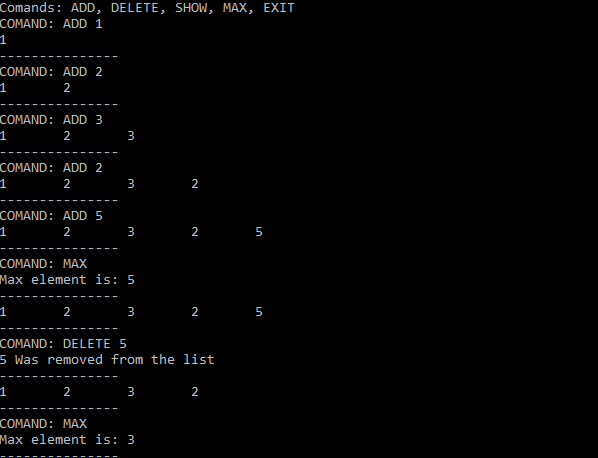 Comands: ADD, DELETE, SHOW, MAX, EXIT
COMAND: ADD 1
1
---------------
COMAND: ADD 2
1 2
---------------
COMAND: ADD 3
1 2 3
---------------
COMAND: ADD 2
1 2 3 2
---------------
COMAND: ADD 5
1 2 3 2 5
---------------
COMAND: MAX
Max element is: 5
---------------
1 2 3 2 5
---------------
COMAND: DELETE 5
5 Was removed from the list
---------------
1 2 3 2
---------------
COMAND: MAX
Max element is: 3
---------------